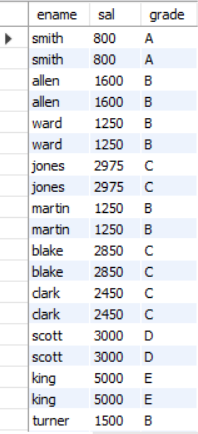 ename sal grade
smith 800 A
smith 800 A
allen 1600 B
allen 1600 B
ward 1250 B
ward 1250 B
jones 2975 C
jones 2975 C
martin 1250 B
martin 1250 B
blake 2850 C
blake 2850 C
clark 2450 C
clark 2450 C
scott 3000 D
scott 3000 D
king 5000 E
king 5000 E
turner 1500 B